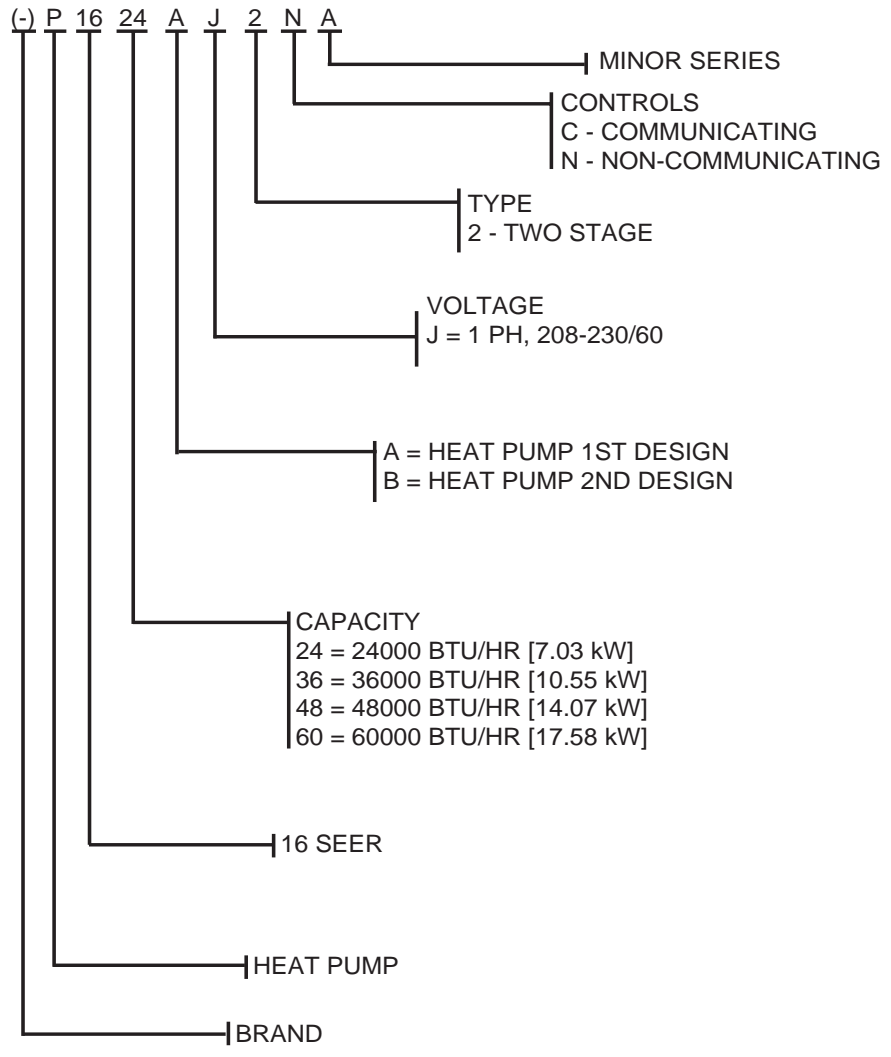 (-) P 16 24 A J 2 N A
MINOR SERIES
CONTROLS
C - COMMUNICATING
N - NON-COMMUNICATING
TYPE
2 - TWO STAGE
VOLTAGE
J = 1 PH, 208-230/60
A = HEAT PUMP 1ST DESIGN
B = HEAT PUMP 2ND DESIGN
CAPACITY
24 = 24000 BTU/HR [7.03 kW]
36 = 36000 BTU/HR [10.55 kW]
48 = 48000 BTU/HR [14.07 kW]
60 = 60000 BTU/HR [17.58 kW]
16 SEER
HEAT PUMP
BRAND